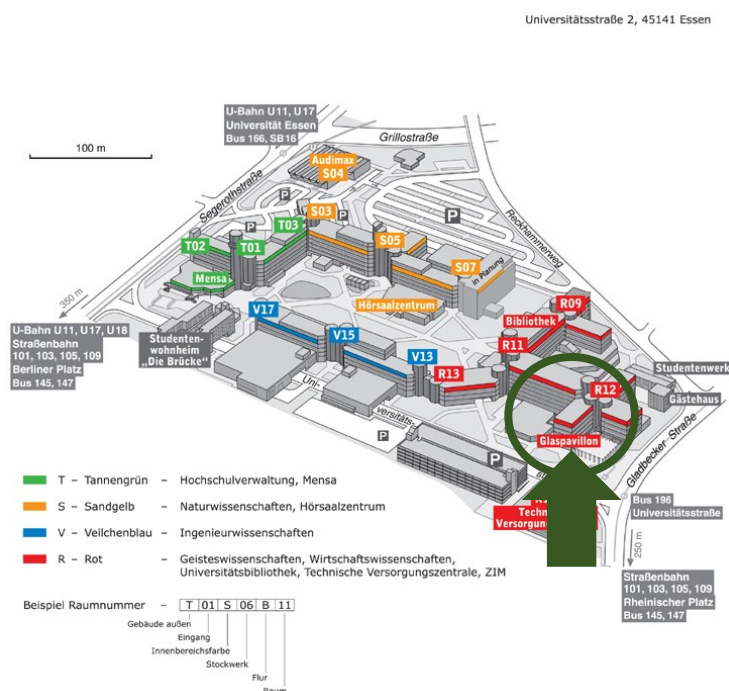 Universitätsstraße 2, 45141 Essen
U-Bahn U11, U17
Universität Essen
Bus 166, SB16
100 m
Grillostraße
Audimax
S04
Segerothstraße
P
S03
P
P
Reckhammerweg
T03
P
T02
T01
S05
S07
in Planung
Mensa
350 m
Hörsaalzentrum
R09
V17
Bibliothek
U-Bahn U11, U17, U18
Straßenbahn
101, 103, 105, 109
Berliner Platz
Bus 145, 147
Studenten-
wohnheim
„Die Brücke“
V15
R11
V13
R13
Studentenwerk
Uni-
R12
Gästehaus
versitäts-
P
Glaspavillon
Gladbecker-Straße
P
T – Tannengrün – Hochschulverwaltung, Mensa
S – Sandgelb – Naturwissenschaften, Hörsaalzentrum
V – Veilchenblau – Ingenieurwissenschaften
R – Rot – Geisteswissenschaften, Wirtschaftswissenschaften,
Universitätsbibliothek, Technische Versorgungszentrale, ZIM
Techn
Versorgung
Bus 196
Universitätsstraße
250 m
Straßenbahn
101, 103, 105, 109
Rheinischer Platz
Bus 145, 147
Beispiel Raumnummer – T 01 S 06 B 11
Gebäude außen
Eingang
Innenbereichsfarbe
Stockwerk
Flur
Raum